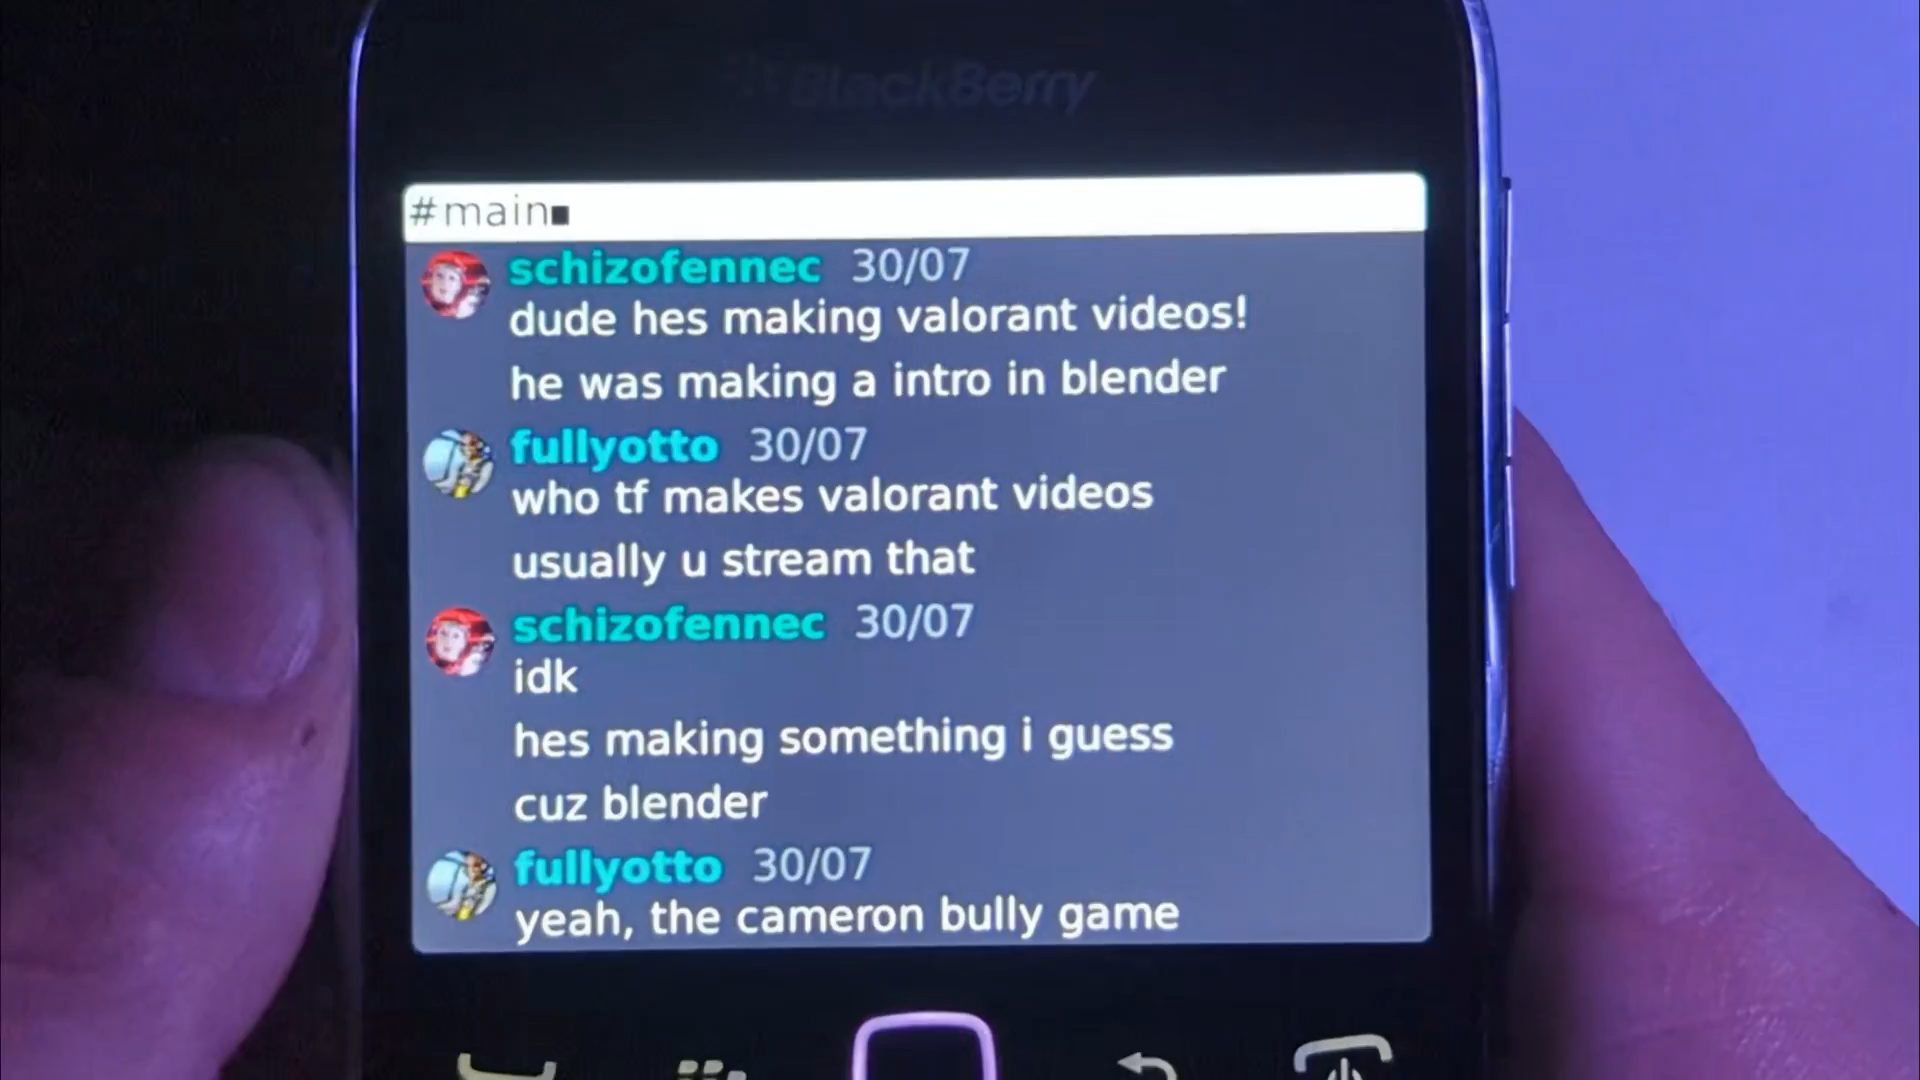 BlackBerry
#main
schizofennec 30/07
dude hes making valorant videos!
he was making a intro in blender
fullyotto 30/07
who tf makes valorant videos
usually u stream that
schizofennec 30/07
idk
hes making something i guess
cuz blender
fullyotto 30/07
yeah, the cameron bully game